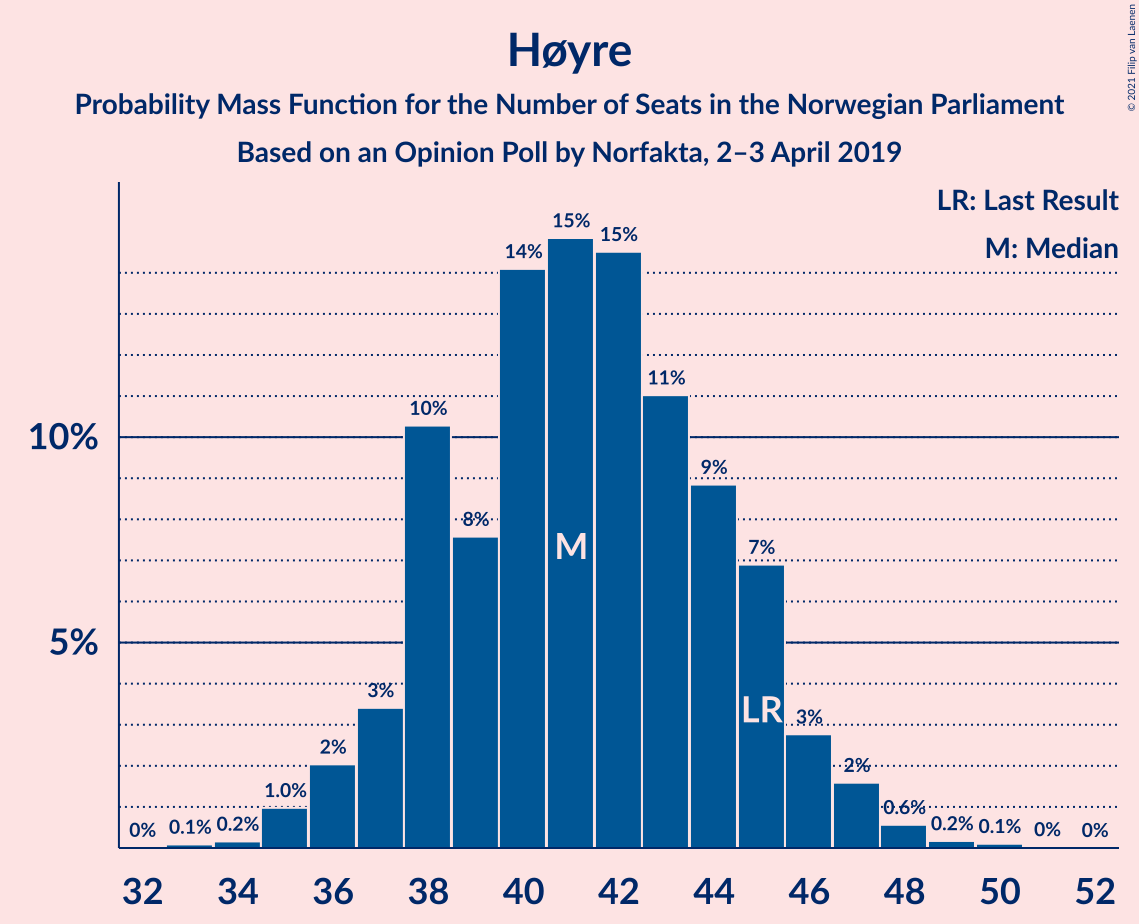 Høyre
Probability Mass Function for the Number of Seats in the Norwegian Parliament
Based on an Opinion Poll by Norfakta, 2–3 April 2019
© 2021 Filip van Laenen
LR: Last Result
M: Median
10%
5%
0%
0.1%
0.2%
1.0%
2%
3%
10%
8%
14%
15%
15%
11%
9%
7%
3%
2%
0.6%
0.2%
0.1%
0%
0%
M
LR
32 34 36 38 40 42 44 46 48 50 52